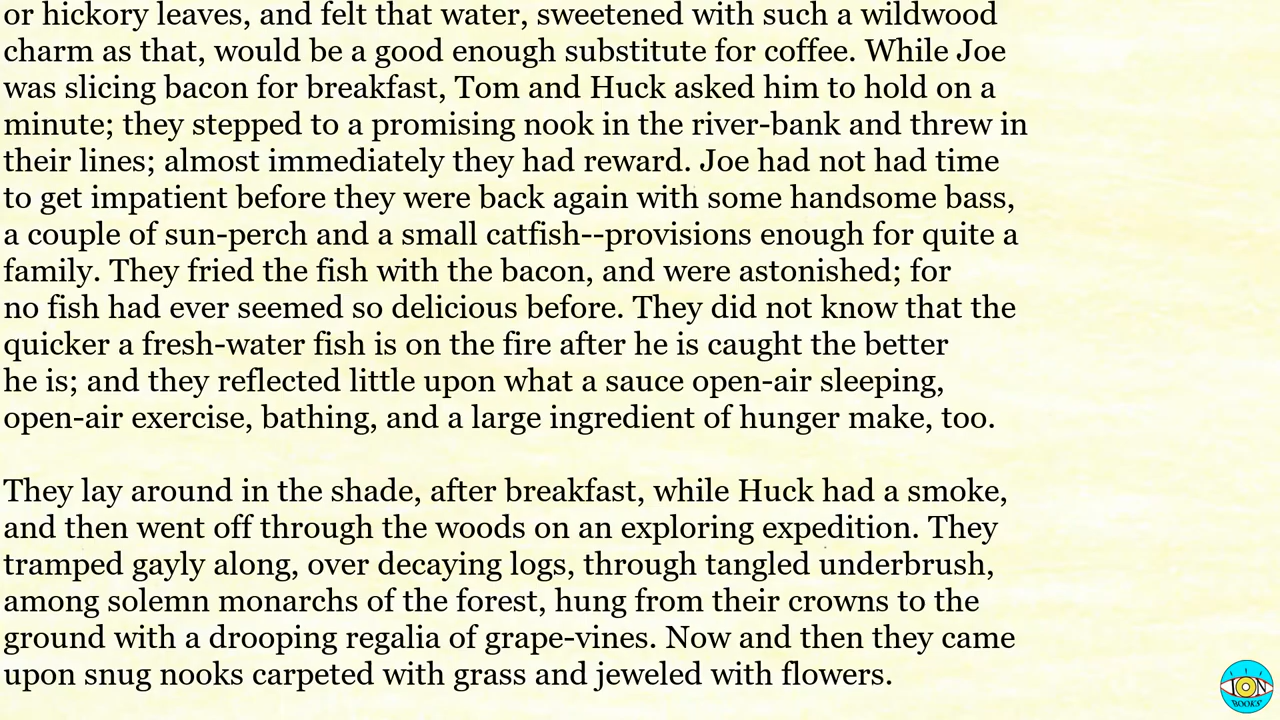 or hickory leaves, and felt that water, sweetened with such a wildwood
charm as that, would be a good enough substitute for coffee. While Joe
was slicing bacon for breakfast, Tom and Huck asked him to hold on a
minute; they stepped to a promising nook in the river-bank and threw in
their lines; almost immediately they had reward. Joe had not had time
to get impatient before they were back again with some handsome bass,
a couple of sun-perch and a small catfish--provisions enough for quite a
family. They fried the fish with the bacon, and were astonished; for
no fish had ever seemed so delicious before. They did not know that the
quicker a fresh-water fish is on the fire after he is caught the better
he is; and they reflected little upon what a sauce open-air sleeping,
open-air exercise, bathing, and a large ingredient of hunger make, too.
They lay around in the shade, after breakfast, while Huck had a smoke,
and then went off through the woods on an exploring expedition. They
tramped gayly along, over decaying logs, through tangled underbrush,
among solemn monarchs of the forest, hung from their crowns to the
ground with a drooping regalia of grape-vines. Now and then they came
upon snug nooks carpeted with grass and jeweled with flowers.
ION
BOOKS